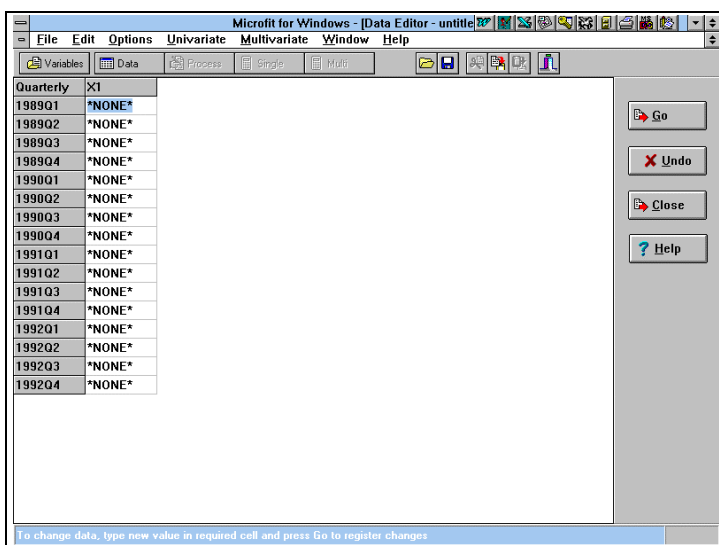 Microfit for Windows - [Data Editor - untitle
File Edit Options Univariate Multivariate Window Help
Variables Data Process Single Multi
Quarterly X1
1989Q1 *NONE*
1989Q2 *NONE*
1989Q3 *NONE*
1989Q4 *NONE*
1990Q1 *NONE*
1990Q2 *NONE*
1990Q3 *NONE*
1990Q4 *NONE*
1991Q1 *NONE*
1991Q2 *NONE*
1991Q3 *NONE*
1991Q4 *NONE*
1992Q1 *NONE*
1992Q2 *NONE*
1992Q3 *NONE*
1992Q4 *NONE*
Go
Undo
Close
Help
To change data, type new value in required cell and press Go to register changes